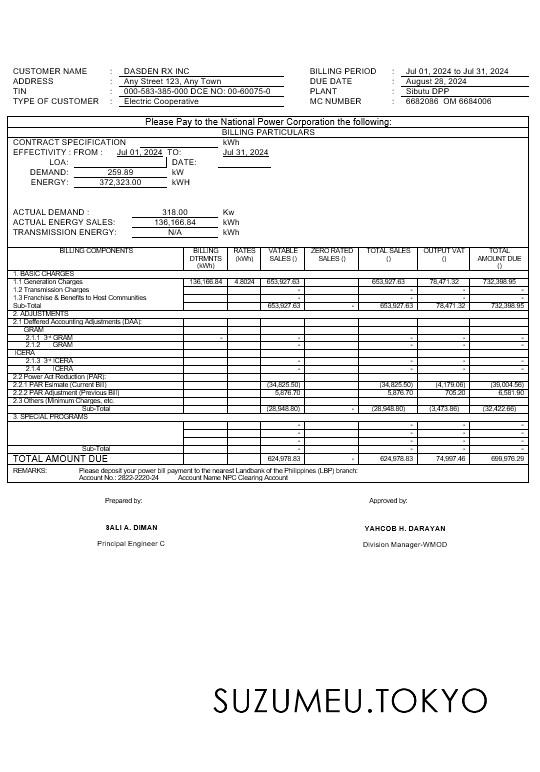 CUSTOMER NAME : DASDEN RX INC BILLING PERIOD : Jul 01, 2024 to Jul 31, 2024
ADDRESS : Any Street 123, Any Town DUE DATE : August 28, 2024
TIN : 000-583-385-000 DCE NO: 00-60075-0 PLANT : Sibutu DPP
TYPE OF CUSTOMER : Electric Cooperative MC NUMBER : 6682086 OM 6684006
Please Pay to the National Power Corporation the following:
BILLING PARTICULARS
CONTRACT SPECIFICATION kWh
EFFECTIVITY : FROM : Jul 01, 2024 TO: Jul 31, 2024
LOA: DATE:
DEMAND: 259.89 kW
ENERGY: 372,323.00 kWH
ACTUAL DEMAND : 318.00 Kw
ACTUAL ENERGY SALES: 136,166.84 kWh
TRANSMISSION ENERGY: N/A kWh
BILLING COMPONENTS BILLING DTRMNTS (kWh) RATES (kWh) VATABLE SALES () ZERO RATED SALES () TOTAL SALES () OUTPUT VAT () TOTAL AMOUNT DUE ()
1. BASIC CHARGES
1.1 Generation Charges 136,166.84 4.8024 653,927.63 653,927.63 78,471.32 732,398.95
1.2 Transmission Charges - - - -
1.3 Franchise & Benefits to Host Communities - - - -
Sub-Total 653,927.63 - 653,927.63 78,471.32 732,398.95
2. ADJUSTMENTS
2.1 Deffered Accounting Adjustments (DAA):
GRAM
2.1.1 3rd GRAM - - - - -
2.1.2 GRAM - - - -
ICERA
2.1.3 3rd ICERA - - - -
2.1.4 ICERA - - - -
2.2 Power Act Reduction (PAR):
2.2.1 PAR Esimate (Current Bill) (34,825.50) (34,825.50) (4,179.06) (39,004.56)
2.2.2 PAR Adjustment (Previous Bill) 5,876.70 5,876.70 705.20 6,581.90
2.3 Others (Minimum Charges, etc.
Sub-Total (28,948.80) - (28,948.80) (3,473.86) (32,422.66)
3. SPECIAL PROGRAMS
- - - -
- - - -
- - - -
Sub-Total - - - -
TOTAL AMOUNT DUE 624,978.83 - 624,978.83 74,997.46 699,976.29
REMARKS: Please deposit your power bill payment to the nearest Landbank of the Philippines (LBP) branch:
Account No.: 2822-2220-24 Account Name NPC Clearing Account
Prepared by: Approved by:
SALI A. DIMAN YAHCOB H. DARAYAN
Principal Engineer C Division Manager-WMOD
SUZUMEU.TOKYO